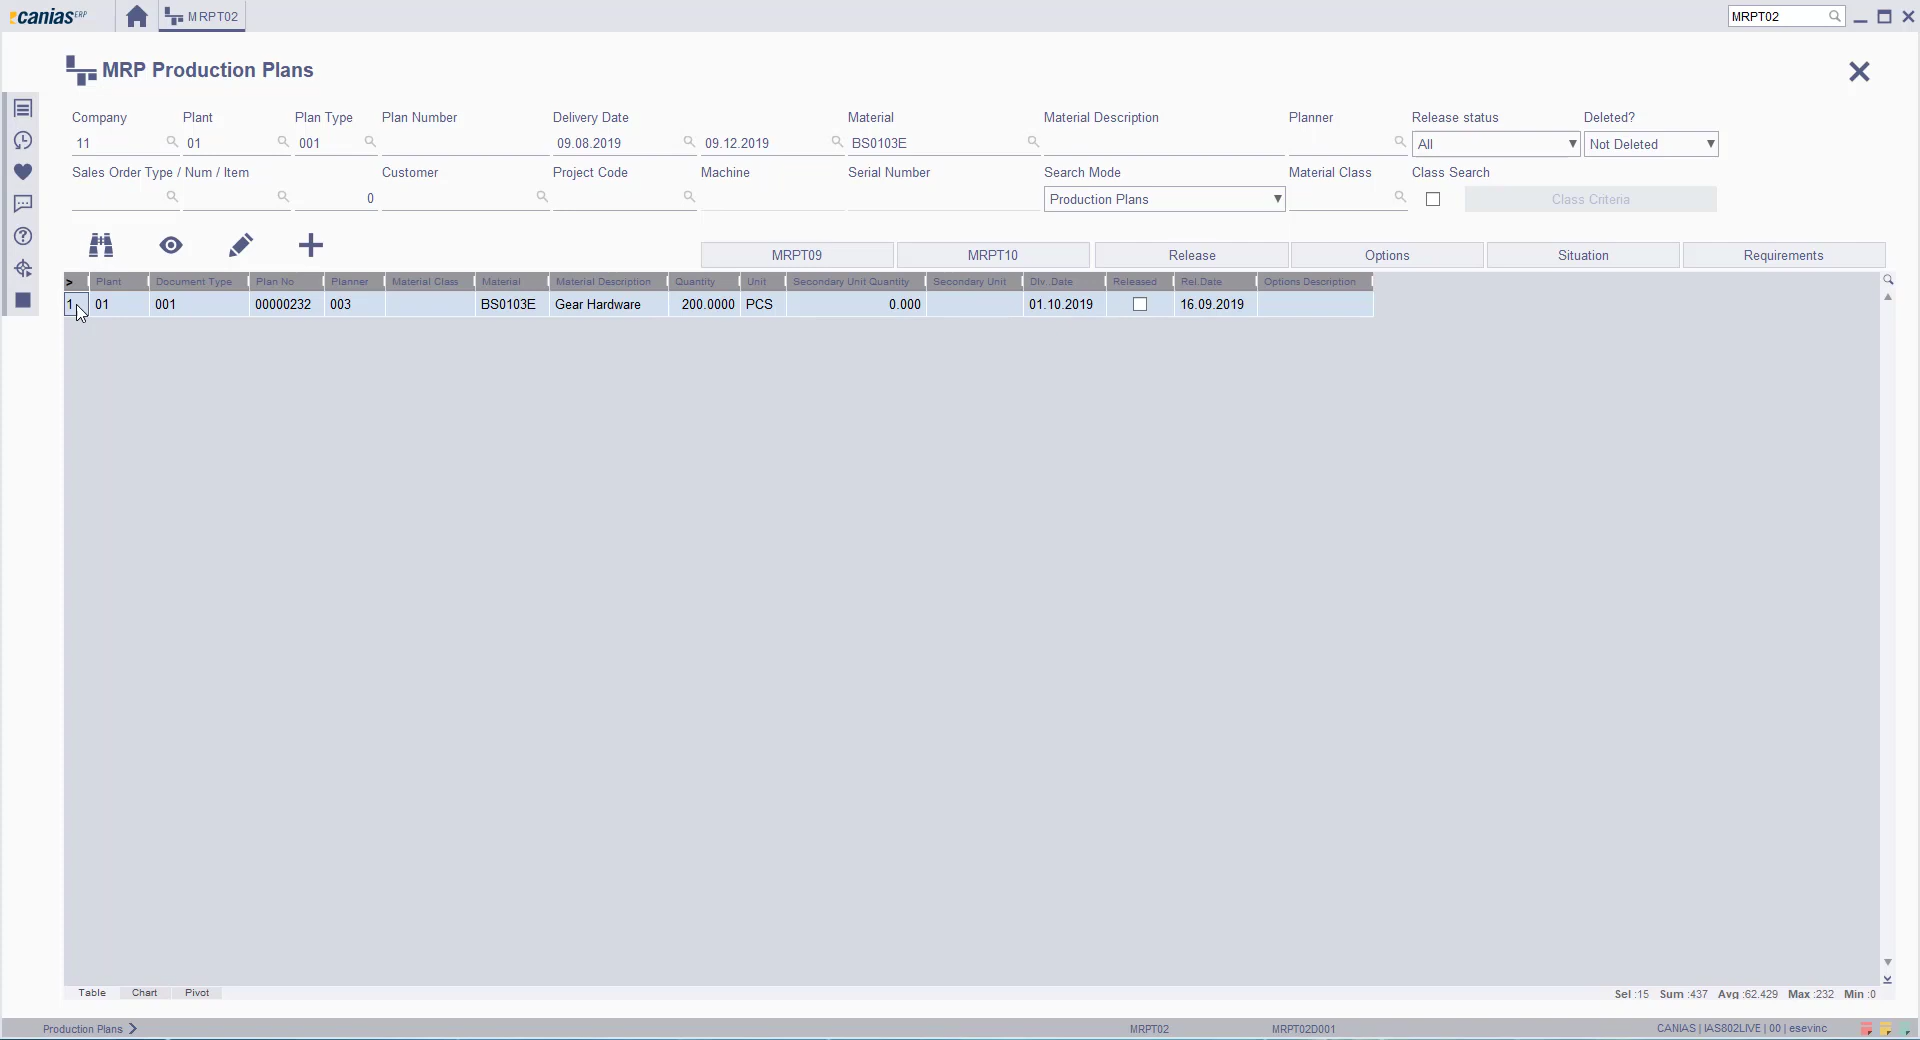 canias ERP MRPT02 MRPT02
MRP Production Plans
Company Plant Plan Type Plan Number Delivery Date Material Material Description Planner Release status Deleted?
11 01 001 09.08.2019 09.12.2019 BS0103E All Not Deleted
Sales Order Type / Num / Item Customer Project Code Machine Serial Number Search Mode Material Class Class Search
0 Production Plans Class Criteria
MRPT09 MRPT10 Release Options Situation Requirements
> Plant Document Type Plan No Planner Material Class Material Material Description Quantity Unit Secondary Unit Quantity Secondary Unit Dlv. Date Released Rel.Date Options Description
1 01 001 00000232 003 BS0103E Gear Hardware 200.0000 PCS 0.000 01.10.2019 16.09.2019
Table Chart Pivot Sel :15 Sum :437 Avg :62.429 Max :232 Min :0
Production Plans MRPT02 MRPT02D001 CANIAS | IAS802LIVE | 00 | esevinc